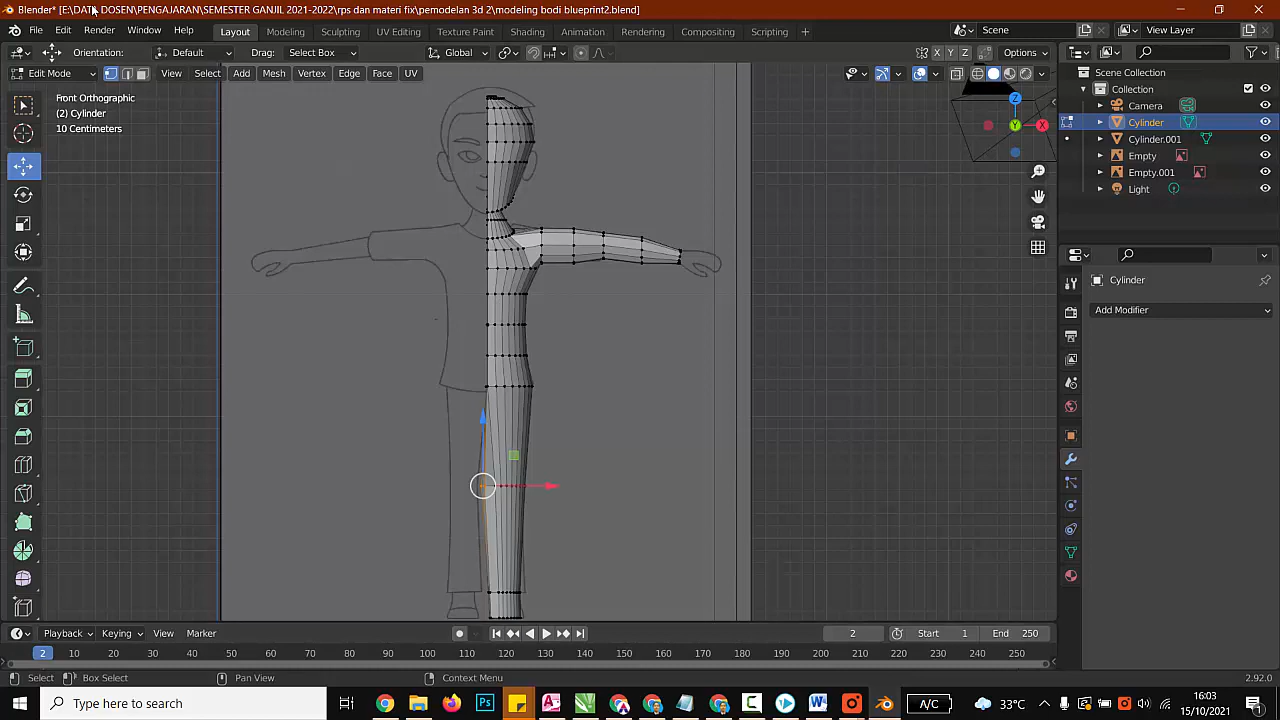 Blender* [E:\DATA DOSEN\PENGAJARAN\SEMESTER GANJIL 2021-2022\rps dan materi fix\pemodelan 3d 2\modeling bodi blueprint2.blend]
File Edit Render Window Help Layout Modeling Sculpting UV Editing Texture Paint Shading Animation Rendering Compositing Scripting + Scene View Layer
Orientation: Default Drag: Select Box Global X Y Z Options
Edit Mode View Select Add Mesh Vertex Edge Face UV
Scene Collection
Collection
Camera
Cylinder
Cylinder.001
Empty
Empty.001
Light
Front Orthographic
(2) Cylinder
10 Centimeters
Z
Y
X
Cylinder
Add Modifier
Playback Keying View Marker 2 Start 1 End 250
2 10 20 30 40 50 60 70 80 90 100 110 120 130 140 150 160 170 180 190 200 210 220 230 240 250
Select Box Select Pan View Context Menu 2.92.0
Type here to search A/C 33°C 16:03
15/10/2021